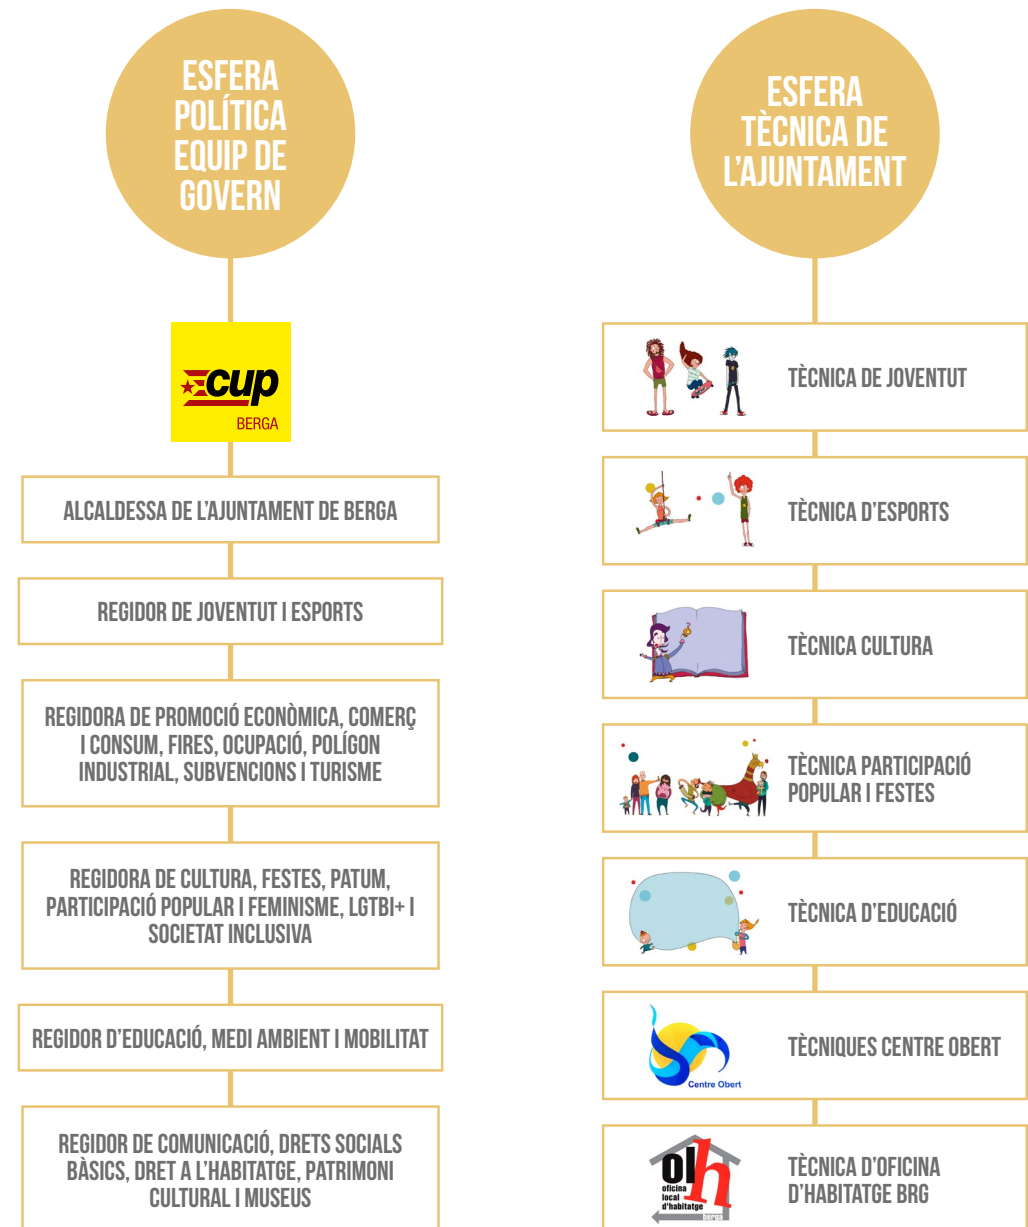 ESFERA
POLÍTICA
EQUIP DE
GOVERN
cup
BERGA
ALCALDESSA DE L'AJUNTAMENT DE BERGA
REGIDOR DE JOVENTUT I ESPORTS
REGIDORA DE PROMOCIÓ ECONÒMICA, COMERÇ
I CONSUM, FIRES, OCUPACIÓ, POLÍGON
INDUSTRIAL, SUBVENCIONS I TURISME
REGIDORA DE CULTURA, FESTES, PATUM,
PARTICIPACIÓ POPULAR I FEMINISME, LGTBI+ I
SOCIETAT INCLUSIVA
REGIDOR D'EDUCACIÓ, MEDI AMBIENT I MOBILITAT
REGIDOR DE COMUNICACIÓ, DRETS SOCIALS
BÀSICS, DRET A L'HABITATGE, PATRIMONI
CULTURAL I MUSEUS
ESFERA
TÈCNICA DE
L'AJUNTAMENT
TÈCNICA DE JOVENTUT
TÈCNICA D'ESPORTS
TÈCNICA CULTURA
TÈCNICA PARTICIPACIÓ
POPULAR I FESTES
TÈCNICA D'EDUCACIÓ
Centre Obert
TÈCNIQUES CENTRE OBERT
olh
oficina
local
d'habitatge
berga
TÈCNICA D'OFICINA
D'HABITATGE BRG